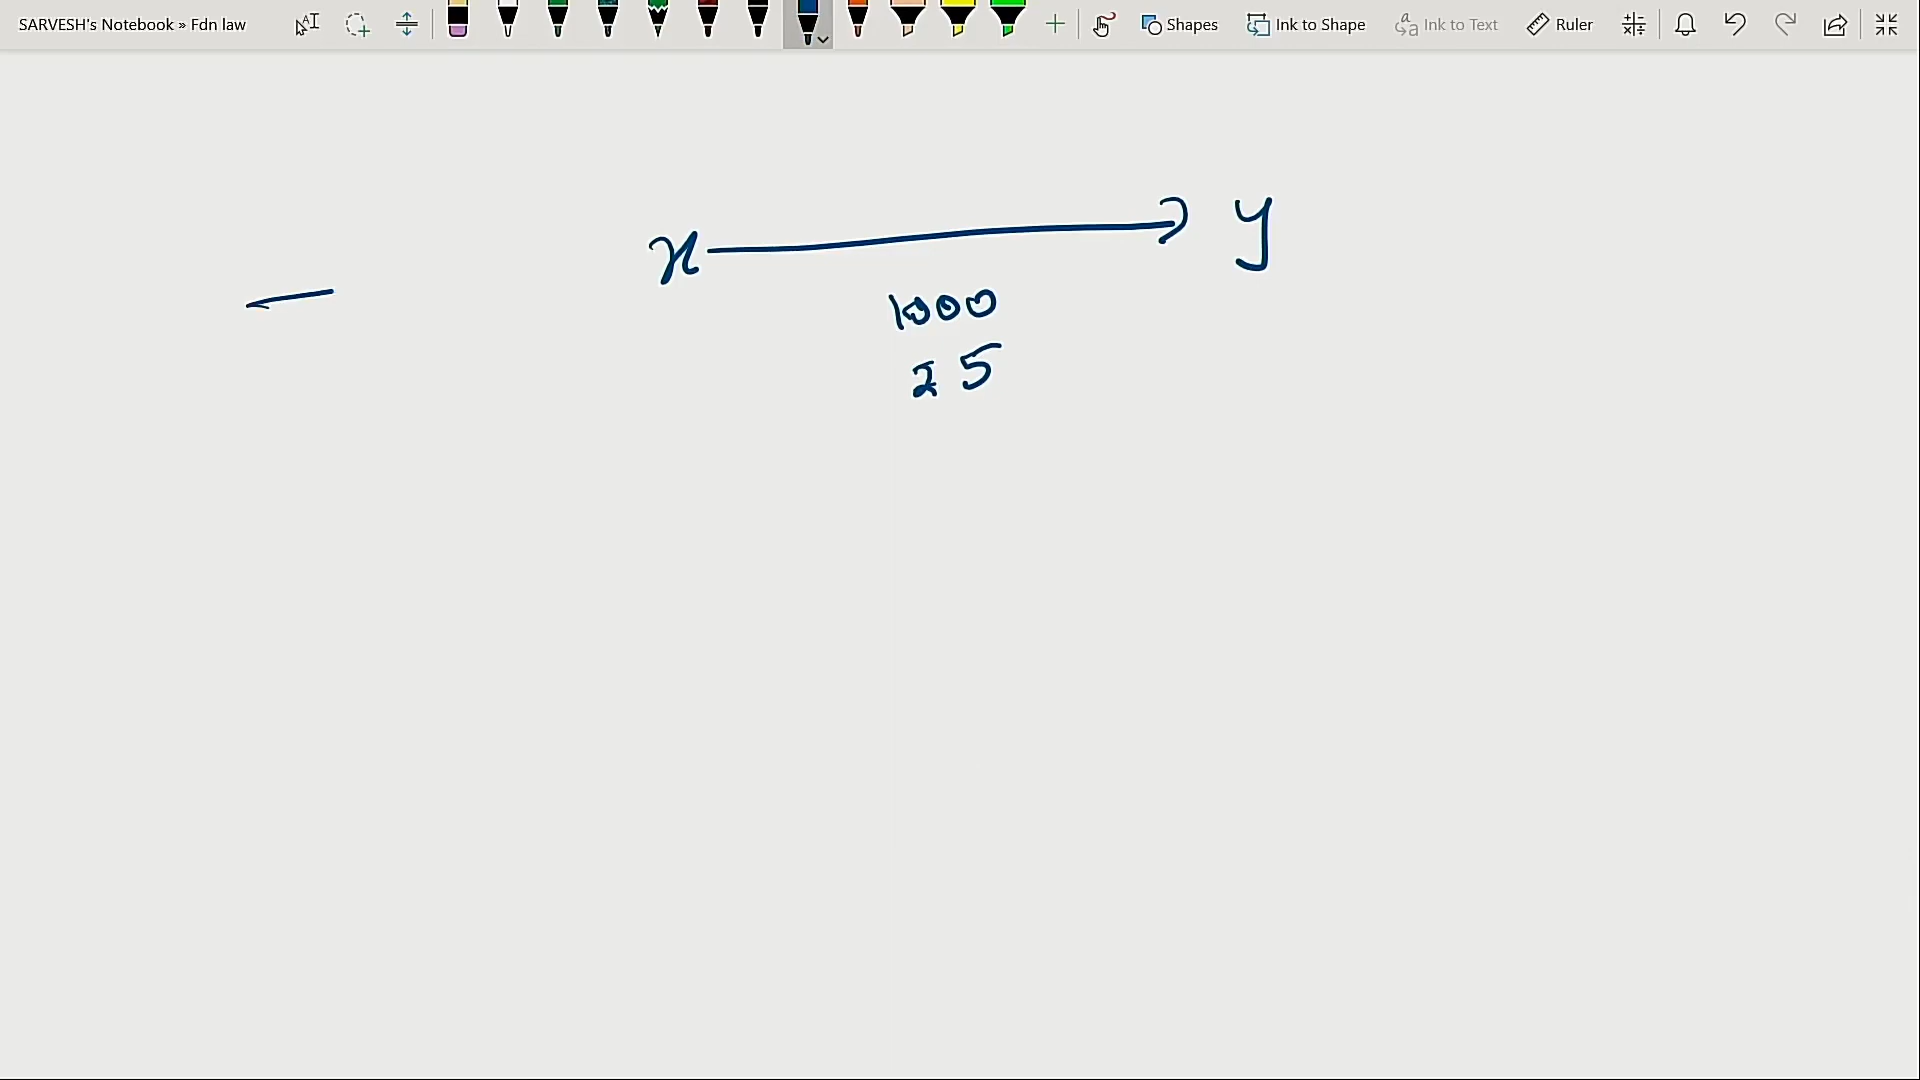 SARVESH's Notebook » Fdn law Shapes Ink to Shape Ink to Text Ruler
x y
1000
25